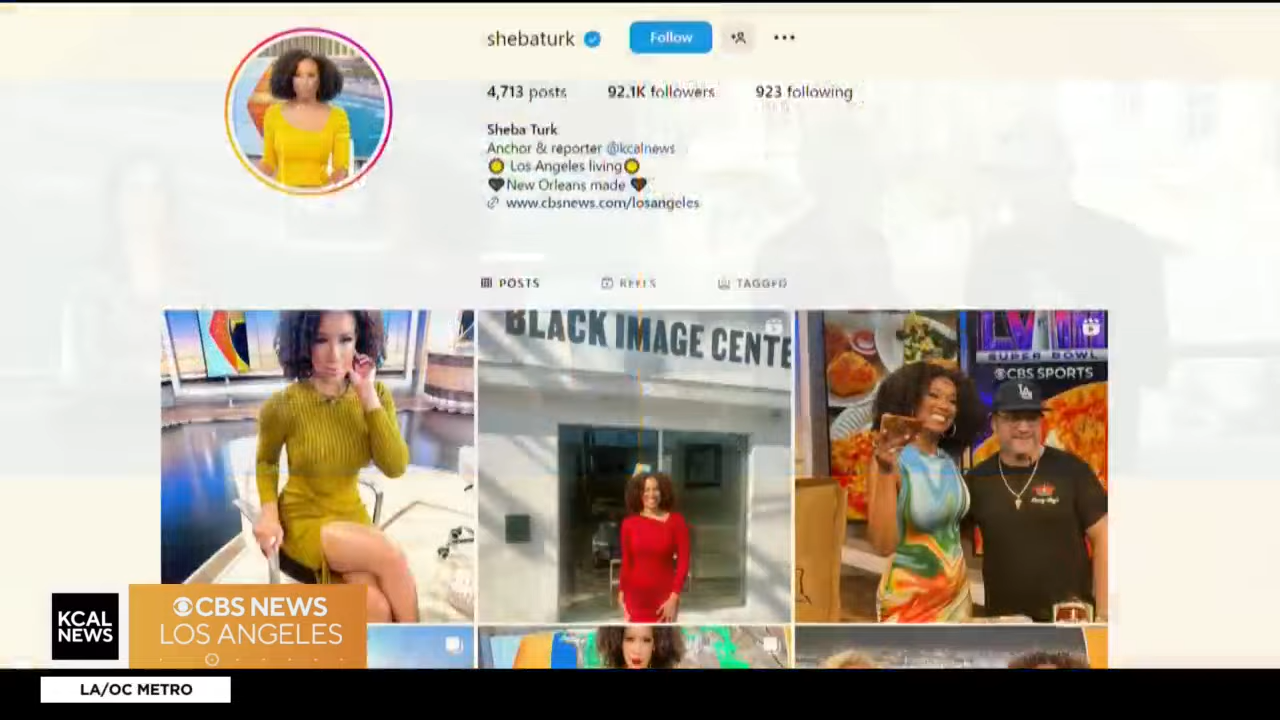 shebaturk
Follow
4,713 posts 92.1K followers 923 following
Sheba Turk
Anchor & reporter @kcalnews
Los Angeles living
New Orleans made
www.cbsnews.com/losangeles
POSTS REELS TAGGED
BLACK IMAGE CENTE
SUPER BOWL
CBS SPORTS
LA
KCAL
NEWS
CBS NEWS
LOS ANGELES
LA/OC METRO